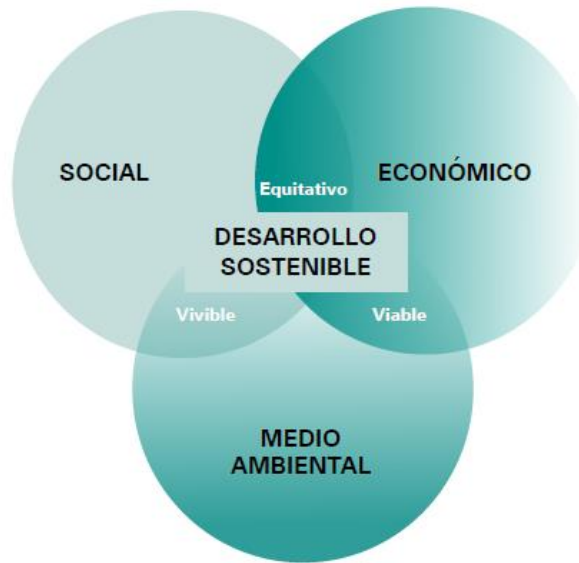 SOCIAL
ECONÓMICO
Equitativo
DESARROLLO
SOSTENIBLE
Vivible
Viable
MEDIO
AMBIENTAL